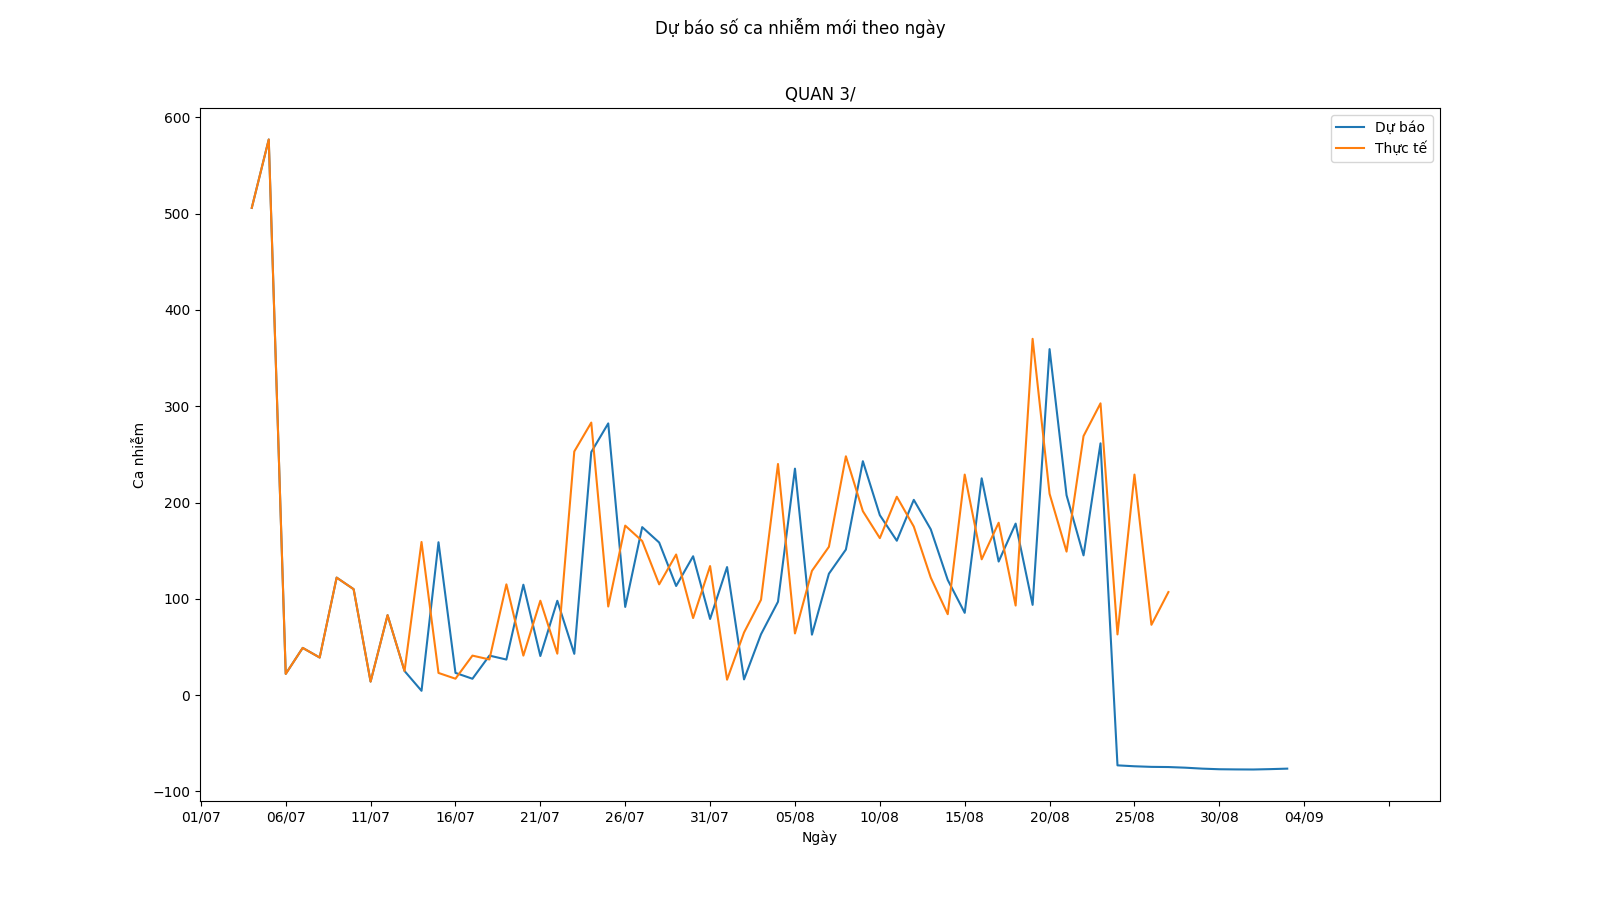 Dự báo số ca nhiễm mới theo ngày
QUAN 3/
Dự báo
Thực tế
Ca nhiễm
600
500
400
300
200
100
0
−100
01/07 06/07 11/07 16/07 21/07 26/07 31/07 05/08 10/08 15/08 20/08 25/08 30/08 04/09
Ngày